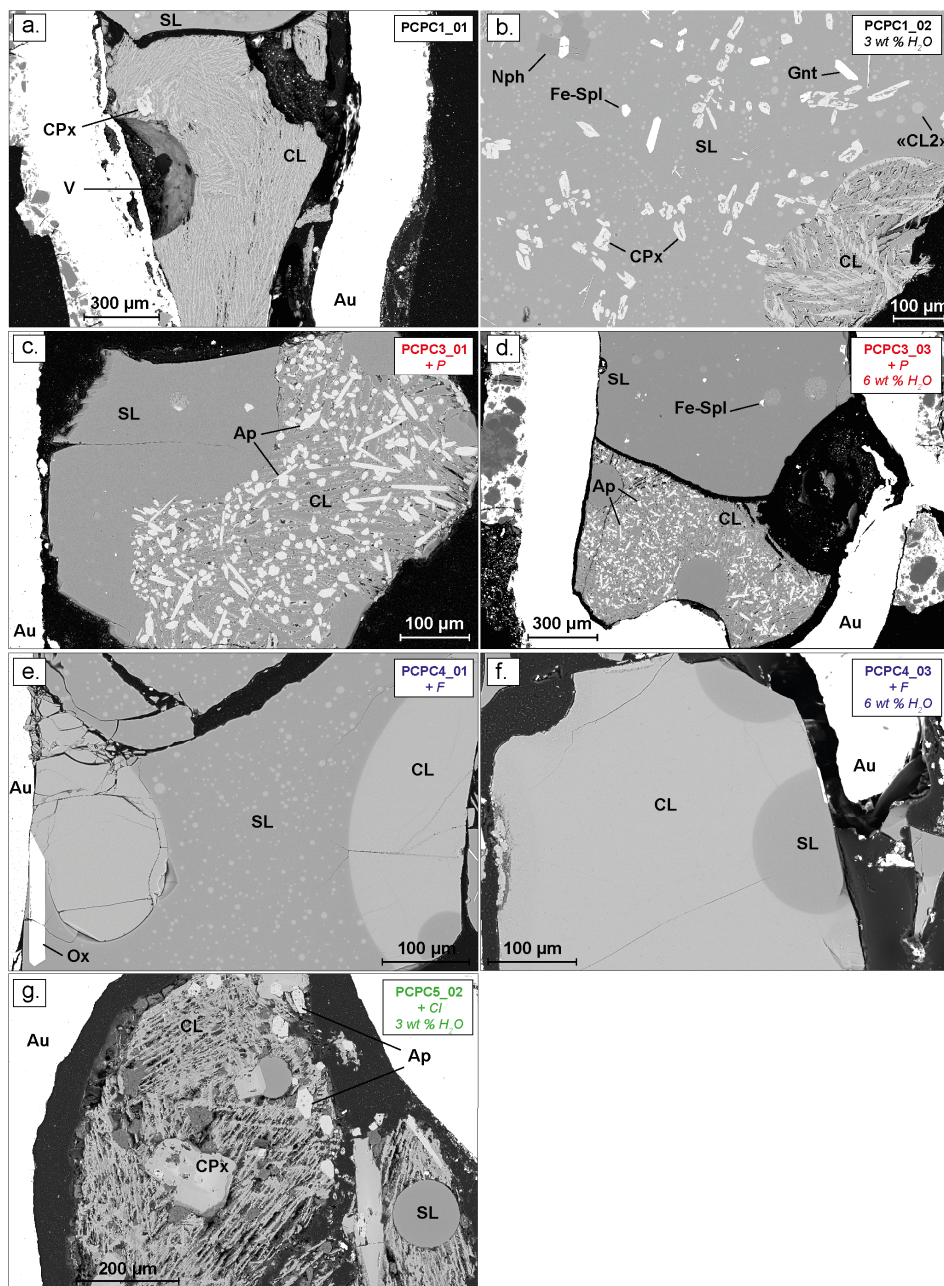 a.
PCPC1_01
SL
CPx
CL
V
Au
300 µm
b.
PCPC1_02
3 wt % H2O
Nph
Gnt
Fe-Spl
SL
«CL2»
CPx
CL
100 µm
c.
PCPC3_01
+ P
SL
Ap
CL
Au
100 µm
d.
PCPC3_03
+ P
6 wt % H2O
SL
Fe-Spl
Ap
CL
300 µm
Au
e.
PCPC4_01
+ F
Au
CL
SL
Ox
100 µm
f.
PCPC4_03
+ F
6 wt % H2O
Au
CL
SL
100 µm
g.
PCPC5_02
+ Cl
3 wt % H2O
CL
Au
Ap
CPx
SL
200 µm